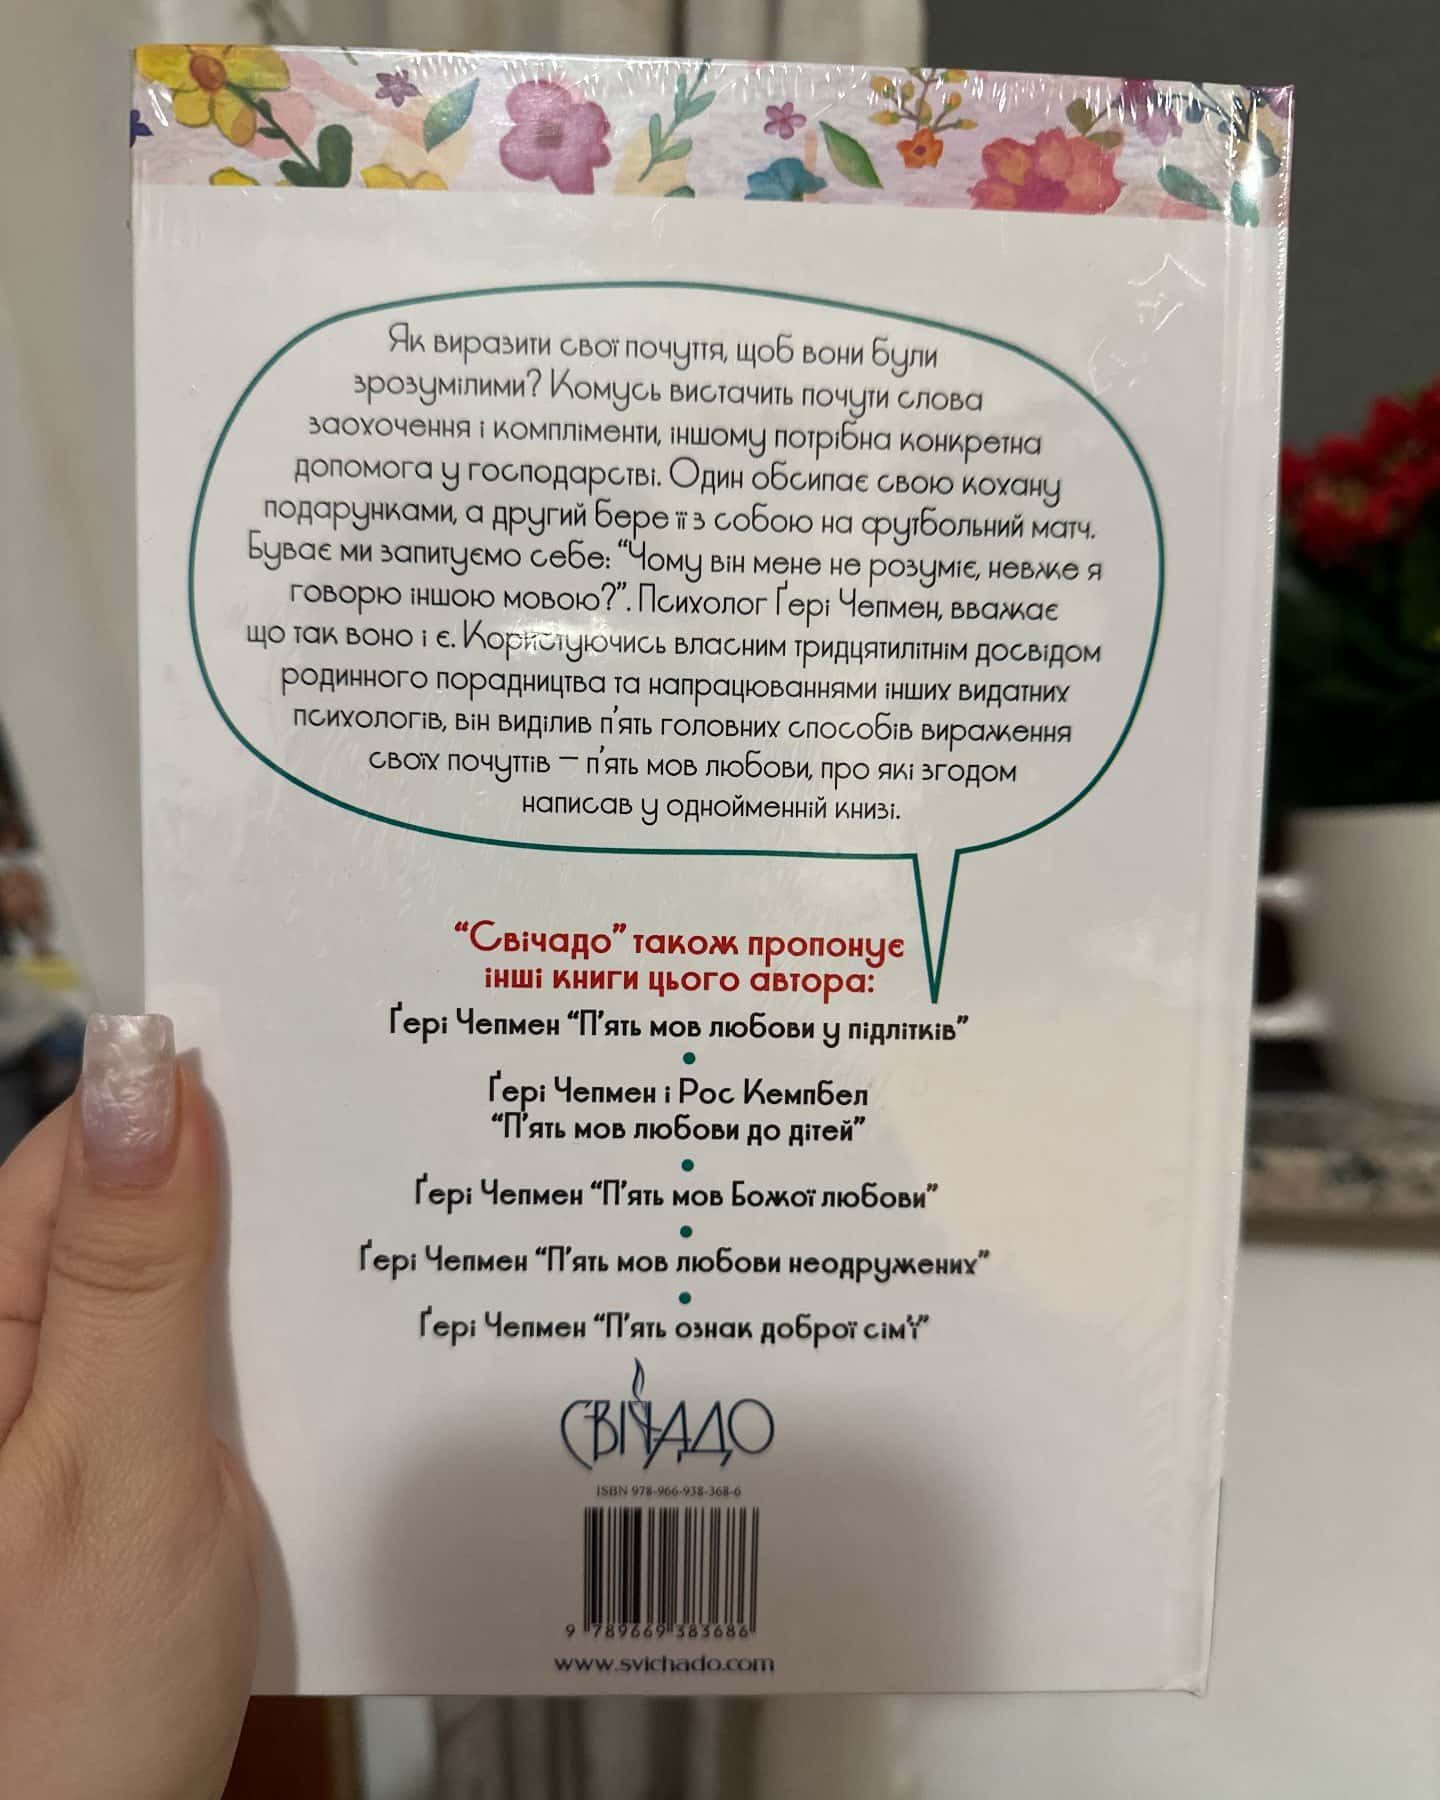 Як виразити свої почуття, щоб вони були
зрозумілими? Комусь вистачить почути слова
заохочення і компліменти, іншому потрібна конкретна
допомога у господарстві. Один обсипає свою кохану
подарунками, а другий бере її з собою на футбольний матч.
Буває ми запитуємо себе: “Чому він мене не розуміє, невже я
говорю іншою мовою?”. Психолог Ґері Чепмен, вважає
що так воно і є. Користуючись власним тридцятилітнім досвідом
родинного порадництва та напрацюваннями інших видатних
психологів, він виділив п’ять головних способів вираження
своїх почуттів — п’ять мов любови, про які згодом
написав у однойменній книзі.
“Свічадо” також пропонує
інші книги цього автора:
Ґері Чепмен “П’ять мов любови у підлітків”
•
Ґері Чепмен і Рос Кемпбел
“П’ять мов любови до дітей”
•
Ґері Чепмен “П’ять мов Божої любови”
•
Ґері Чепмен “П’ять мов любови неодружених”
•
Ґері Чепмен “П’ять ознак доброї сім’ї”
СВІЧАДО
ISBN 978-966-938-368-6
9 789669 383686
www.svichado.com